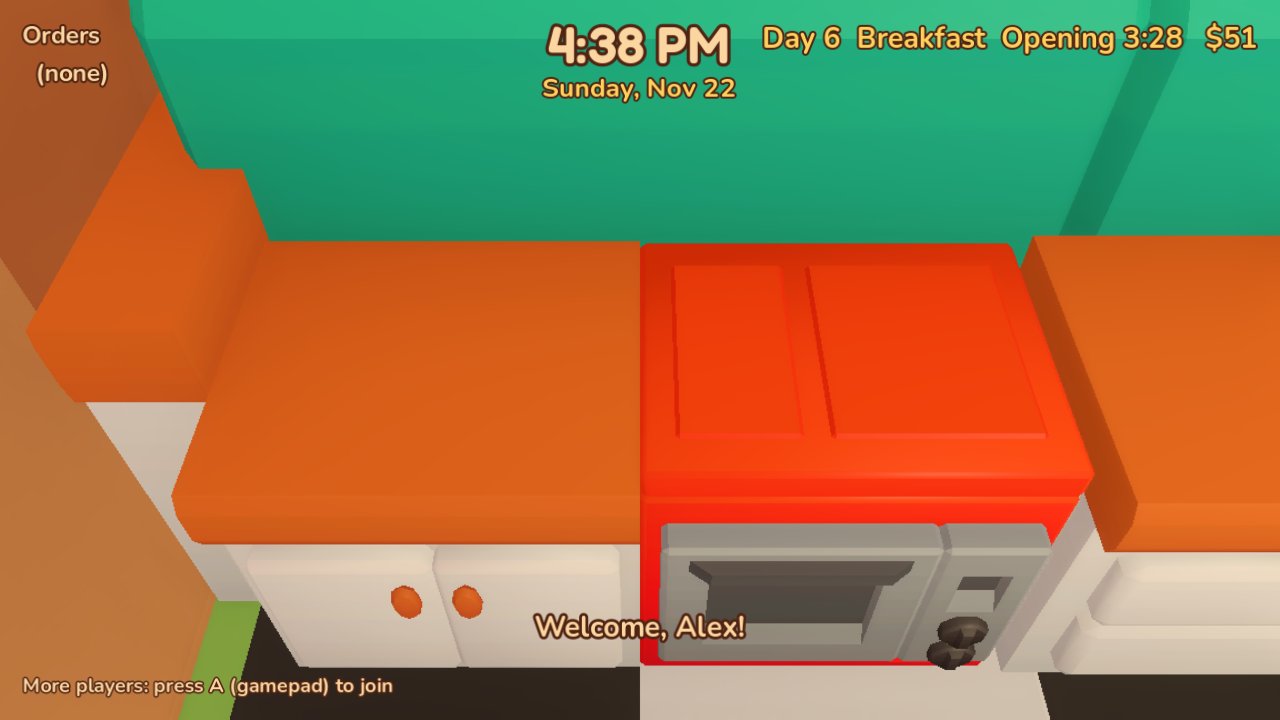 Orders
(none)
4:38 PM
Sunday, Nov 22
Day 6 Breakfast Opening 3:28 $51
Welcome, Alex!
More players: press A (gamepad) to join